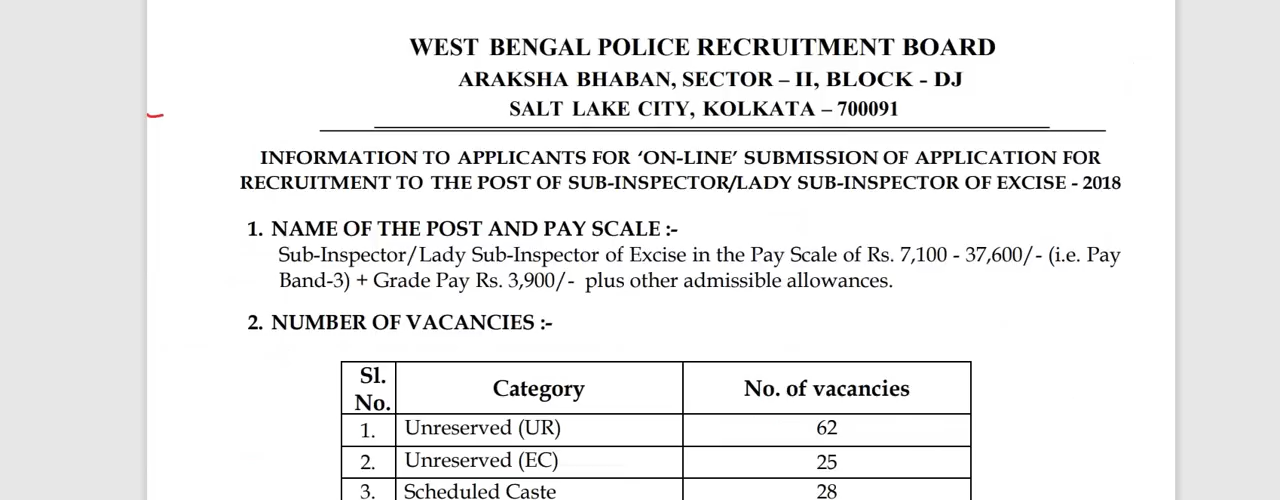 WEST BENGAL POLICE RECRUITMENT BOARD
ARAKSHA BHABAN, SECTOR – II, BLOCK - DJ
SALT LAKE CITY, KOLKATA – 700091
INFORMATION TO APPLICANTS FOR ‘ON-LINE’ SUBMISSION OF APPLICATION FOR
RECRUITMENT TO THE POST OF SUB-INSPECTOR/LADY SUB-INSPECTOR OF EXCISE - 2018
1. NAME OF THE POST AND PAY SCALE :-
Sub-Inspector/Lady Sub-Inspector of Excise in the Pay Scale of Rs. 7,100 - 37,600/- (i.e. Pay
Band-3) + Grade Pay Rs. 3,900/- plus other admissible allowances.
2. NUMBER OF VACANCIES :-
Sl. No. Category No. of vacancies
1. Unreserved (UR) 62
2. Unreserved (EC) 25
3. Scheduled Caste 28